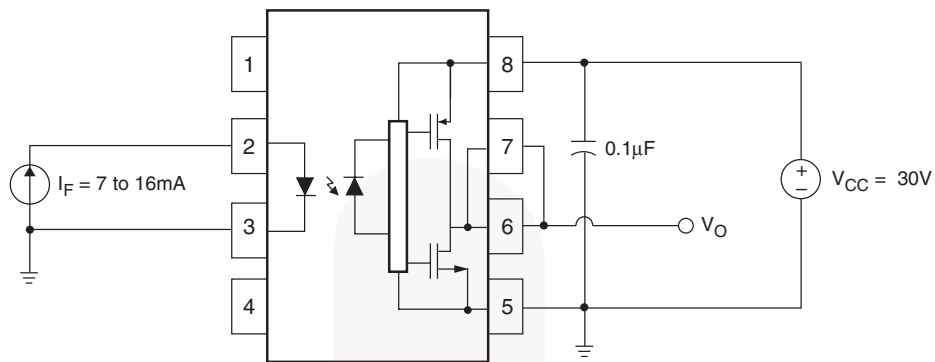 1
8
2
7
I_F = 7 to 16mA
0.1μF
+
–
V_CC = 30V
3
6
V_O
4
5